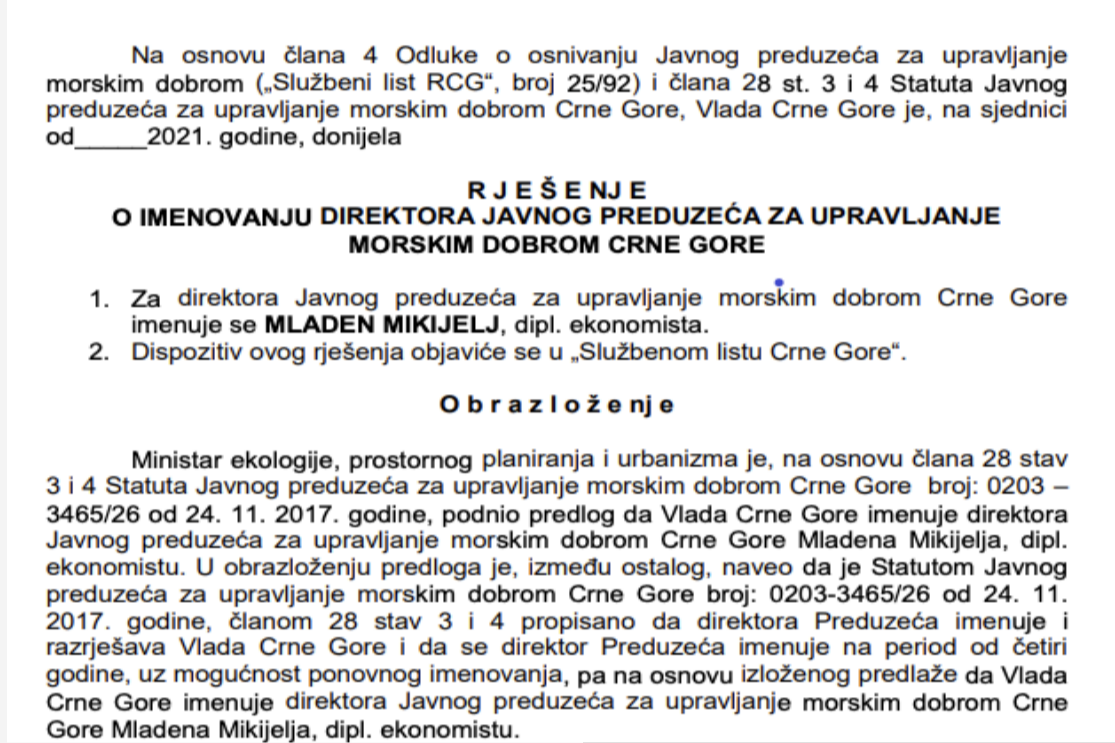 Na osnovu člana 4 Odluke o osnivanju Javnog preduzeća za upravljanje
morskim dobrom („Službeni list RCG“, broj 25/92) i člana 28 st. 3 i 4 Statuta Javnog
preduzeća za upravljanje morskim dobrom Crne Gore, Vlada Crne Gore je, na sjednici
od_____2021. godine, donijela
R J E Š E NJ E
O IMENOVANJU DIREKTORA JAVNOG PREDUZEĆA ZA UPRAVLJANJE
MORSKIM DOBROM CRNE GORE
1. Za direktora Javnog preduzeća za upravljanje morskim dobrom Crne Gore
imenuje se MLADEN MIKIJELJ, dipl. ekonomista.
2. Dispozitiv ovog rješenja objaviće se u „Službenom listu Crne Gore“.
O b r a z l o ž e nj e
Ministar ekologije, prostornog planiranja i urbanizma je, na osnovu člana 28 stav
3 i 4 Statuta Javnog preduzeća za upravljanje morskim dobrom Crne Gore broj: 0203 –
3465/26 od 24. 11. 2017. godine, podnio predlog da Vlada Crne Gore imenuje direktora
Javnog preduzeća za upravljanje morskim dobrom Crne Gore Mladena Mikijelja, dipl.
ekonomistu. U obrazloženju predloga je, između ostalog, naveo da je Statutom Javnog
preduzeća za upravljanje morskim dobrom Crne Gore broj: 0203-3465/26 od 24. 11.
2017. godine, članom 28 stav 3 i 4 propisano da direktora Preduzeća imenuje i
razrješava Vlada Crne Gore i da se direktor Preduzeća imenuje na period od četiri
godine, uz mogućnost ponovnog imenovanja, pa na osnovu izloženog predlaže da Vlada
Crne Gore imenuje direktora Javnog preduzeća za upravljanje morskim dobrom Crne
Gore Mladena Mikijelja, dipl. ekonomistu.